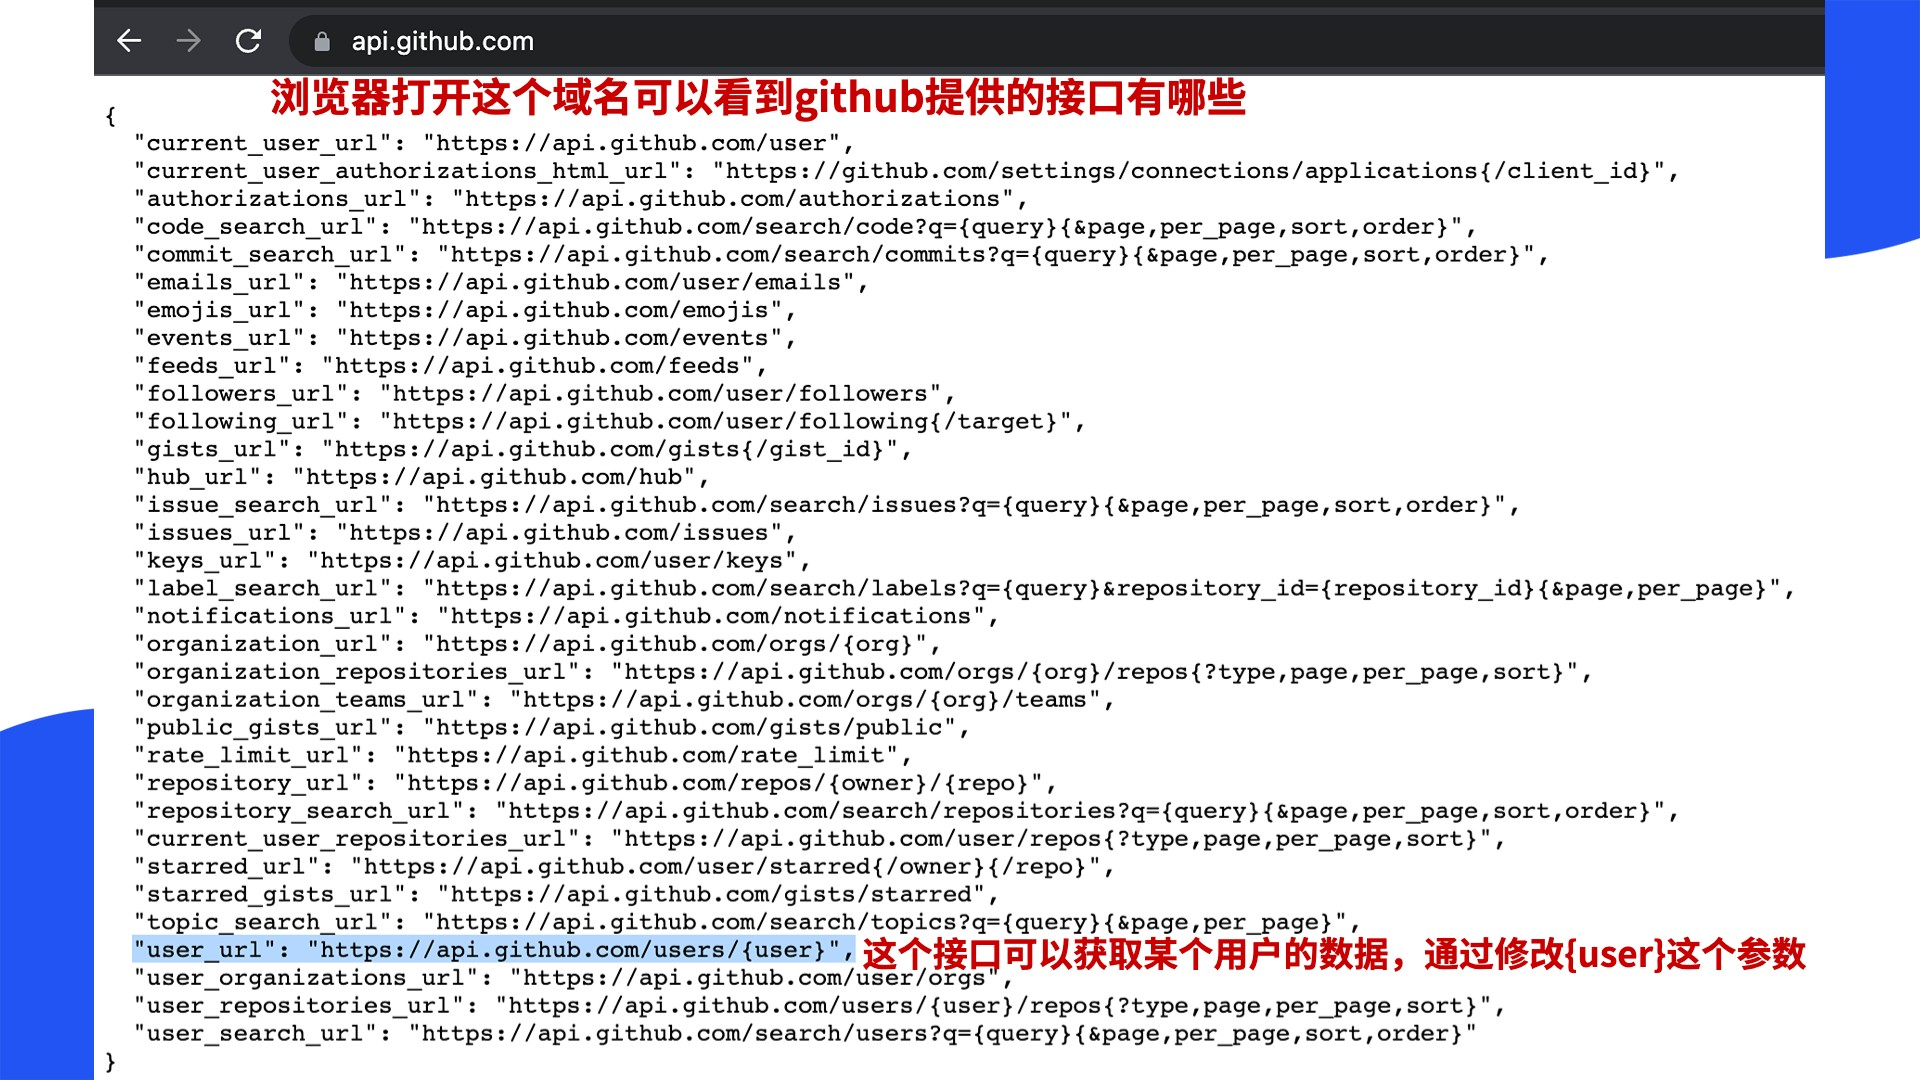 api.github.com
浏览器打开这个域名可以看到github提供的接口有哪些
{
"current_user_url": "https://api.github.com/user",
"current_user_authorizations_html_url": "https://github.com/settings/connections/applications{/client_id}",
"authorizations_url": "https://api.github.com/authorizations",
"code_search_url": "https://api.github.com/search/code?q={query}{&page,per_page,sort,order}",
"commit_search_url": "https://api.github.com/search/commits?q={query}{&page,per_page,sort,order}",
"emails_url": "https://api.github.com/user/emails",
"emojis_url": "https://api.github.com/emojis",
"events_url": "https://api.github.com/events",
"feeds_url": "https://api.github.com/feeds",
"followers_url": "https://api.github.com/user/followers",
"following_url": "https://api.github.com/user/following{/target}",
"gists_url": "https://api.github.com/gists{/gist_id}",
"hub_url": "https://api.github.com/hub",
"issue_search_url": "https://api.github.com/search/issues?q={query}{&page,per_page,sort,order}",
"issues_url": "https://api.github.com/issues",
"keys_url": "https://api.github.com/user/keys",
"label_search_url": "https://api.github.com/search/labels?q={query}&repository_id={repository_id}{&page,per_page}",
"notifications_url": "https://api.github.com/notifications",
"organization_url": "https://api.github.com/orgs/{org}",
"organization_repositories_url": "https://api.github.com/orgs/{org}/repos{?type,page,per_page,sort}",
"organization_teams_url": "https://api.github.com/orgs/{org}/teams",
"public_gists_url": "https://api.github.com/gists/public",
"rate_limit_url": "https://api.github.com/rate_limit",
"repository_url": "https://api.github.com/repos/{owner}/{repo}",
"repository_search_url": "https://api.github.com/search/repositories?q={query}{&page,per_page,sort,order}",
"current_user_repositories_url": "https://api.github.com/user/repos{?type,page,per_page,sort}",
"starred_url": "https://api.github.com/user/starred{/owner}{/repo}",
"starred_gists_url": "https://api.github.com/gists/starred",
"topic_search_url": "https://api.github.com/search/topics?q={query}{&page,per_page}",
"user_url": "https://api.github.com/users/{user}", 这个接口可以获取某个用户的数据，通过修改{user}这个参数
"user_organizations_url": "https://api.github.com/user/orgs",
"user_repositories_url": "https://api.github.com/users/{user}/repos{?type,page,per_page,sort}",
"user_search_url": "https://api.github.com/search/users?q={query}{&page,per_page,sort,order}"
}